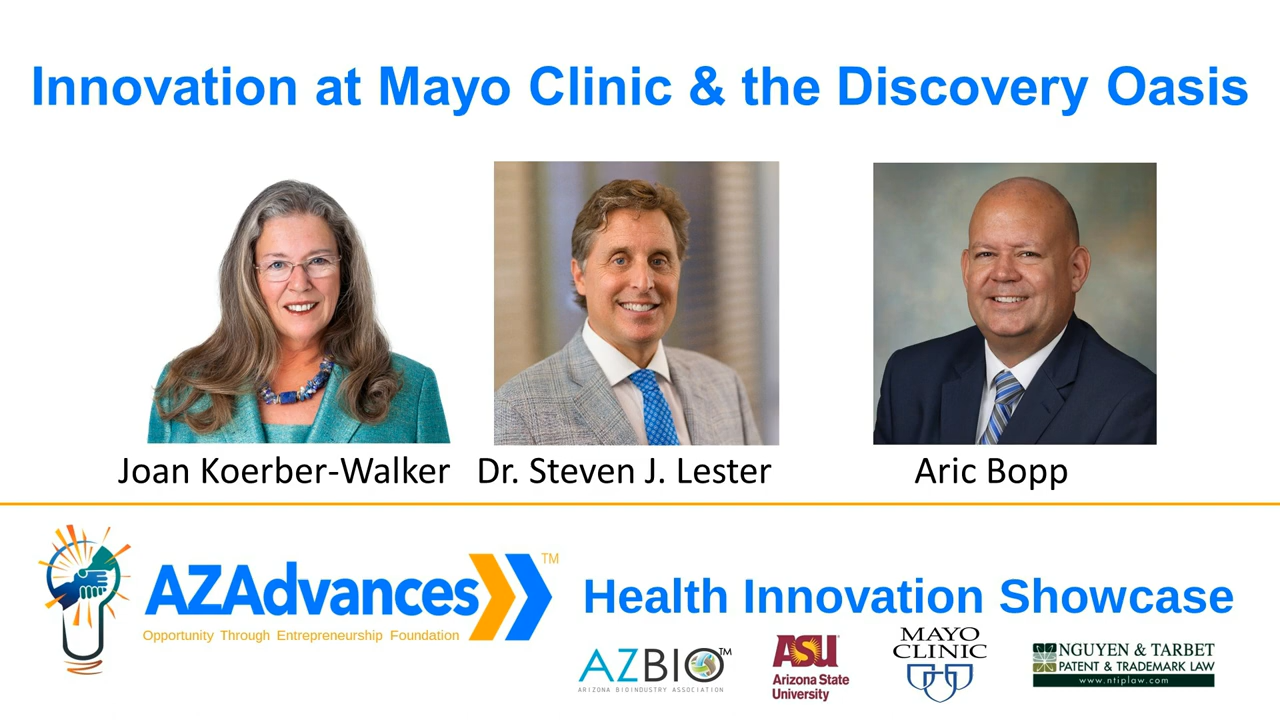 Innovation at Mayo Clinic & the Discovery Oasis
Joan Koerber-Walker
Dr. Steven J. Lester
Aric Bopp
AZAdvances TM
Opportunity Through Entrepreneurship Foundation
Health Innovation Showcase
AZBIO TM
ARIZONA BIOINDUSTRY ASSOCIATION
ASU
Arizona State
University
MAYO
CLINIC
NGUYEN & TARBET
PATENT & TRADEMARK LAW
www.ntiplaw.com